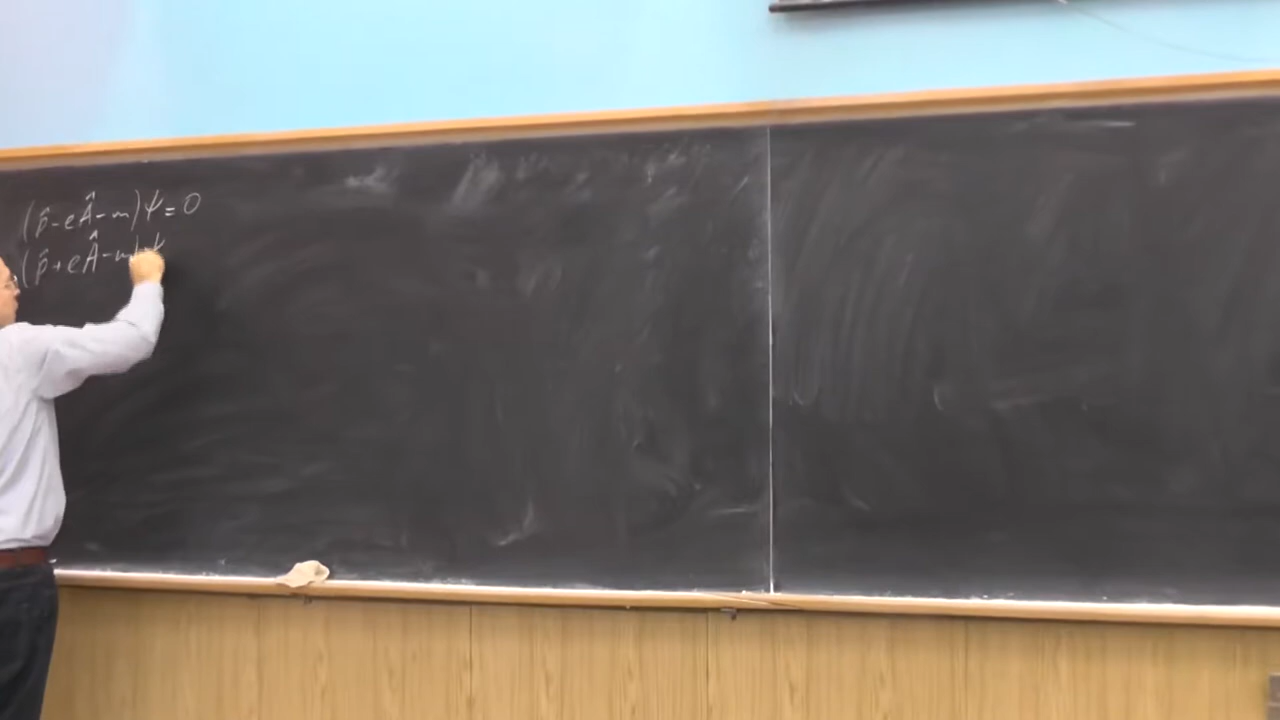 (p̂ - eÂ - m)ψ = 0
(p̂ + eÂ - m)ψ